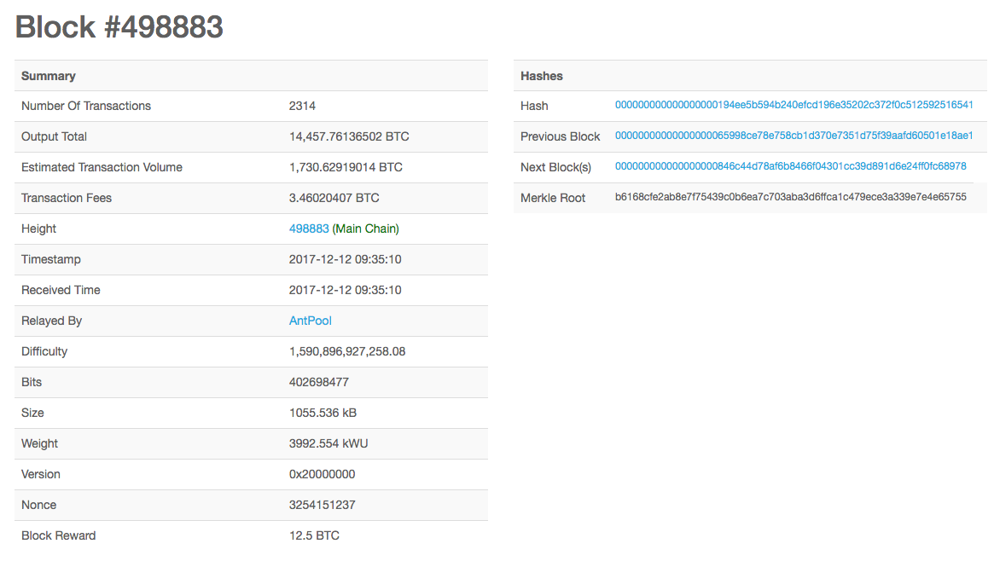 Block #498883
Summary
Number Of Transactions 2314
Output Total 14,457.76136502 BTC
Estimated Transaction Volume 1,730.62919014 BTC
Transaction Fees 3.46020407 BTC
Height 498883 (Main Chain)
Timestamp 2017-12-12 09:35:10
Received Time 2017-12-12 09:35:10
Relayed By AntPool
Difficulty 1,590,896,927,258.08
Bits 402698477
Size 1055.536 kB
Weight 3992.554 kWU
Version 0x20000000
Nonce 3254151237
Block Reward 12.5 BTC
Hashes
Hash 000000000000000000194ee5b594b240efcd196e35202c372f0c512592516541
Previous Block 00000000000000000065998ce78e758cb1d370e7351d75f39aafd60501e18ae1
Next Block(s) 000000000000000000846c44d78af6b8466f04301cc39d891d6e24ff0fc68978
Merkle Root b6168cfe2ab8e7f75439c0b6ea7c703aba3d6ffca1c479ece3a339e7e4e65755